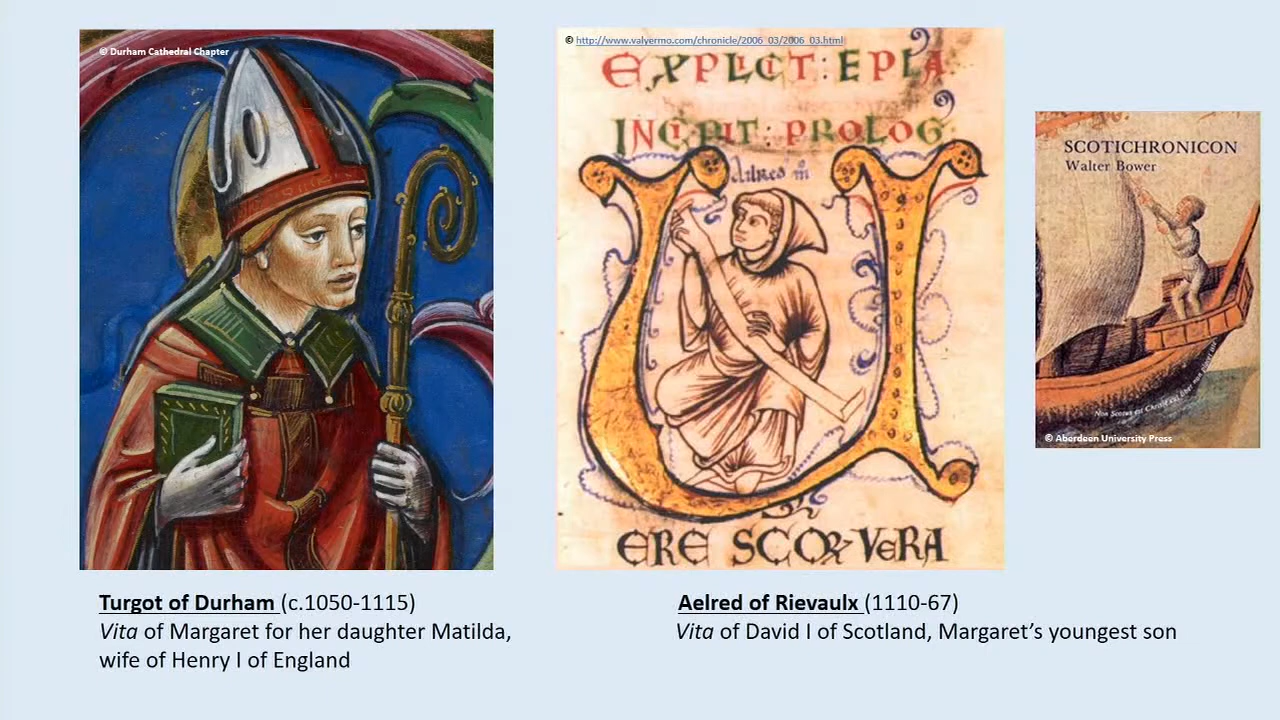 © Durham Cathedral Chapter
© http://www.valyermo.com/chronicle/2006_03/2006_03.html
EXPLICIT: EPLA
INCIPIT: PROLOG
ailred
ERE SCOR VERA
SCOTICHRONICON
Walter Bower
© Aberdeen University Press
Turgot of Durham (c.1050-1115)
Vita of Margaret for her daughter Matilda,
wife of Henry I of England
Aelred of Rievaulx (1110-67)
Vita of David I of Scotland, Margaret’s youngest son